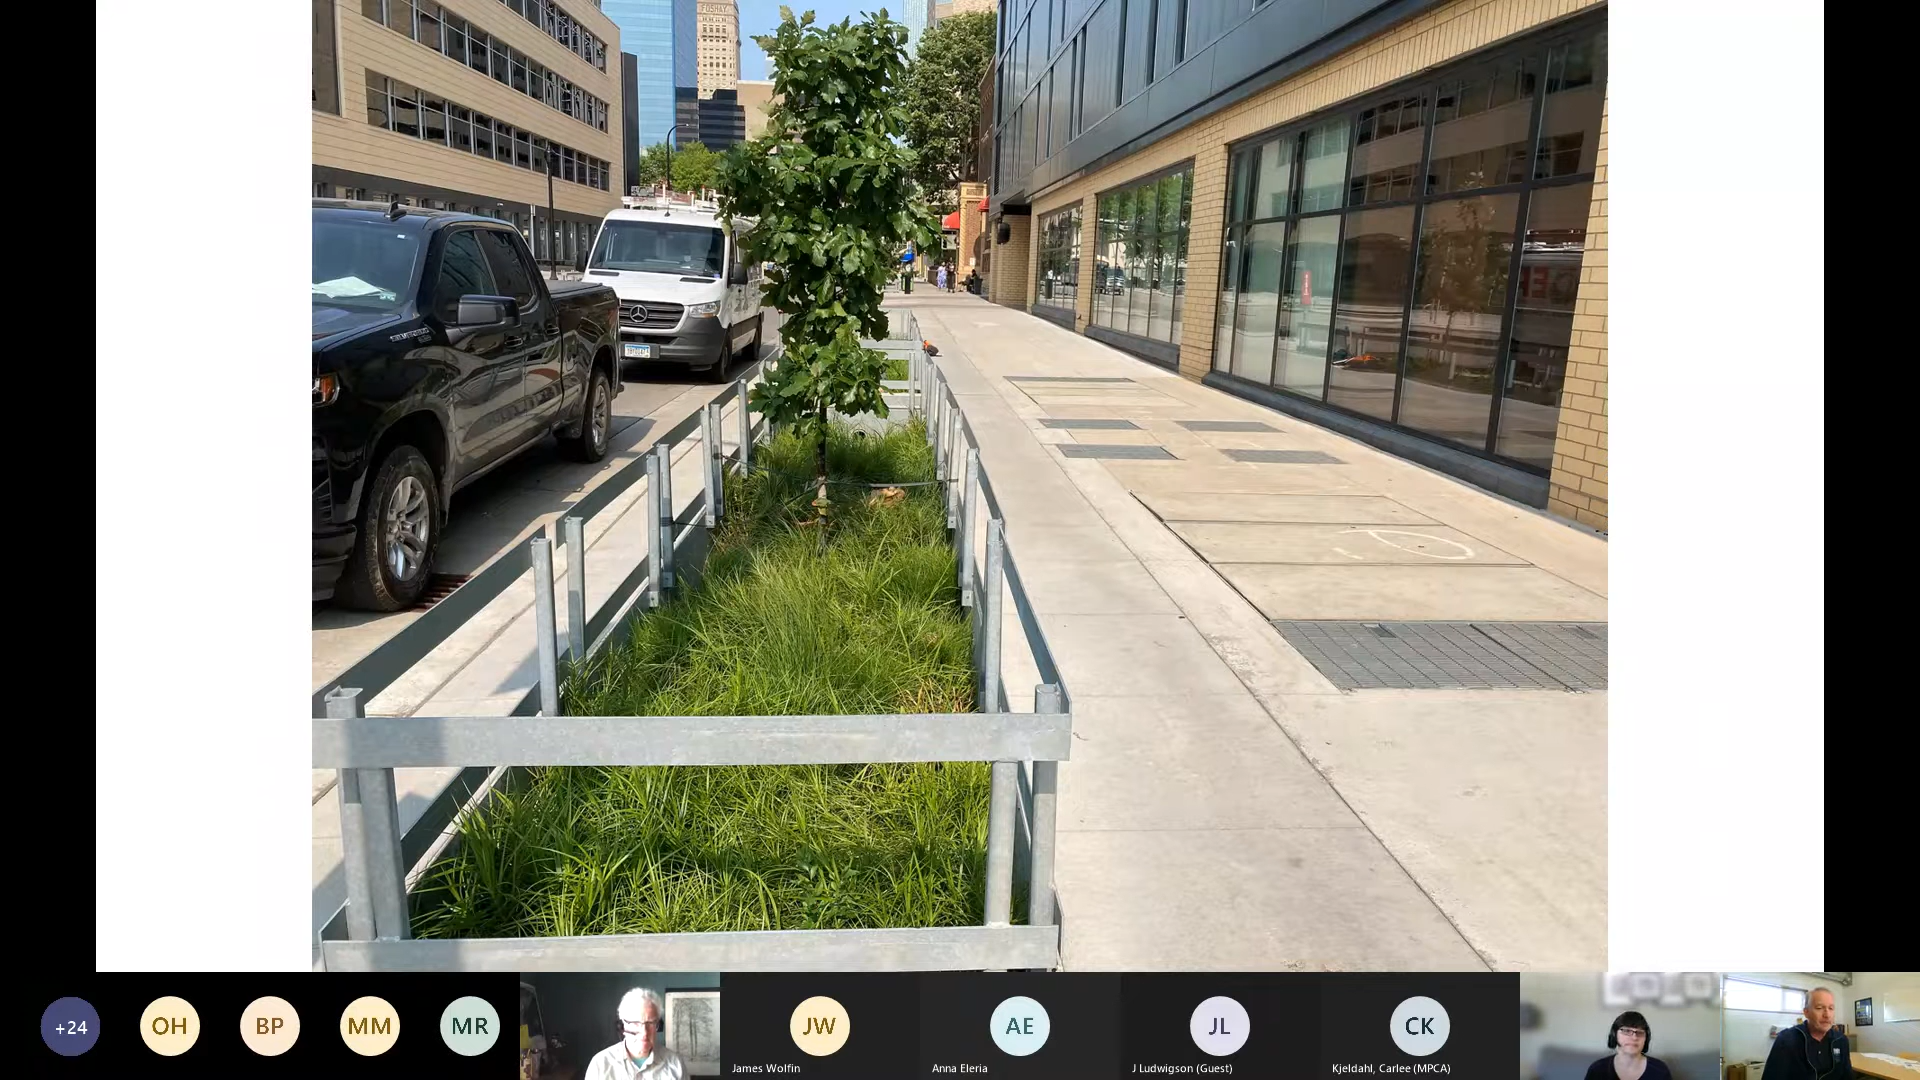 FOSHAY
+24
OH
BP
MM
MR
JW
James Wolfin
AE
Anna Eleria
JL
J Ludwigson (Guest)
CK
Kjeldahl, Carlee (MPCA)